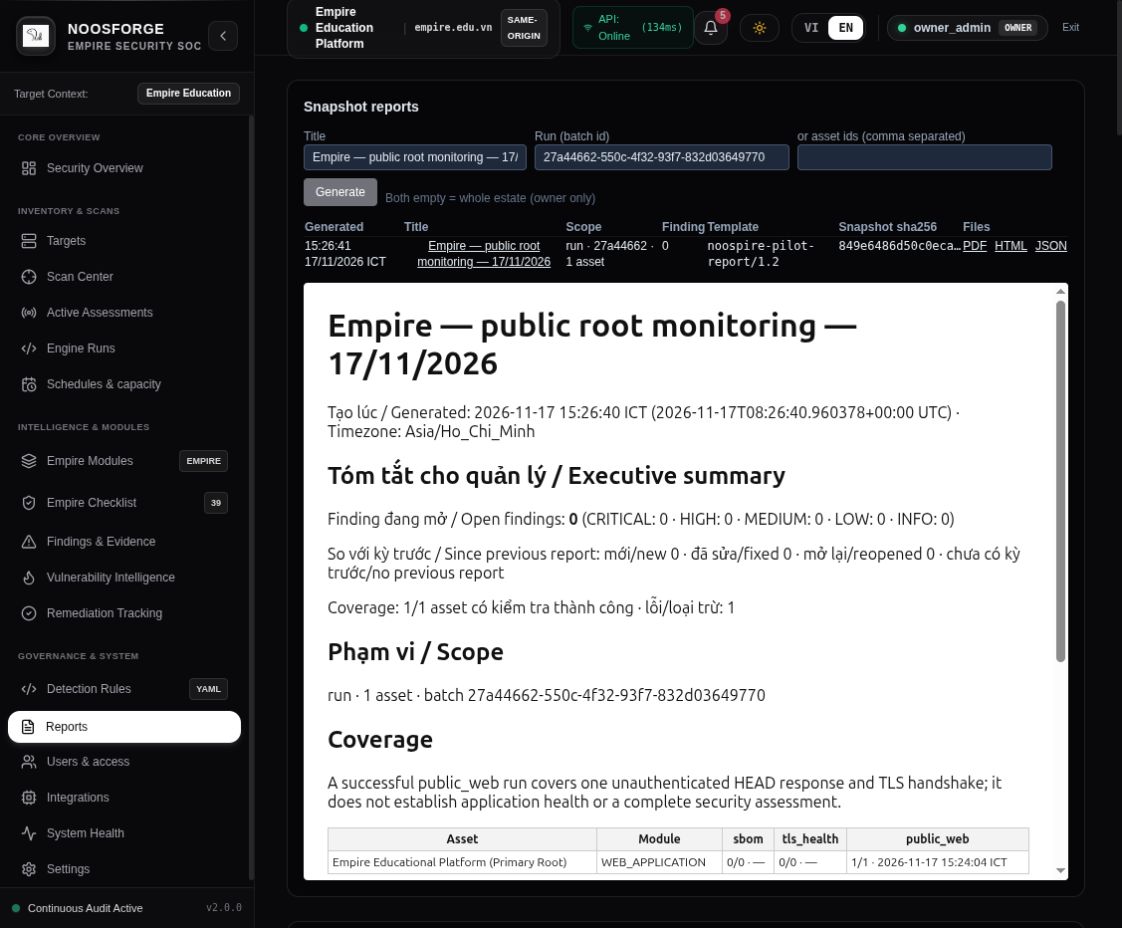 NOOSFORGE
EMPIRE SECURITY SOC
Target Context:
Empire Education
CORE OVERVIEW
Security Overview
INVENTORY & SCANS
Targets
Scan Center
Active Assessments
Engine Runs
Schedules & capacity
INTELLIGENCE & MODULES
Empire Modules
EMPIRE
Empire Checklist
39
Findings & Evidence
Vulnerability Intelligence
Remediation Tracking
GOVERNANCE & SYSTEM
Detection Rules
YAML
Reports
Users & access
Integrations
System Health
Settings
Continuous Audit Active
v2.0.0
Empire
Education
Platform
empire.edu.vn
SAME-
ORIGIN
API:
Online
(134ms)
5
VI
EN
owner_admin
OWNER
Exit
Snapshot reports
Title
Run (batch id)
or asset ids (comma separated)
Empire — public root monitoring — 17/
27a44662-550c-4f32-93f7-832d03649770
Generate
Both empty = whole estate (owner only)
Generated Title Scope Finding Template Snapshot sha256 Files
15:26:41 Empire — public root run · 27a44662 · 0 noospire-pilot- 849e6486d50c0eca… PDF HTML JSON
17/11/2026 ICT monitoring — 17/11/2026 1 asset report/1.2
Empire — public root monitoring —
17/11/2026
Tạo lúc / Generated: 2026-11-17 15:26:40 ICT (2026-11-17T08:26:40.960378+00:00 UTC) ·
Timezone: Asia/Ho_Chi_Minh
Tóm tắt cho quản lý / Executive summary
Finding đang mở / Open findings: 0 (CRITICAL: 0 · HIGH: 0 · MEDIUM: 0 · LOW: 0 · INFO: 0)
So với kỳ trước / Since previous report: mới/new 0 · đã sửa/fixed 0 · mở lại/reopened 0 · chưa có kỳ
trước/no previous report
Coverage: 1/1 asset có kiểm tra thành công · lỗi/loại trừ: 1
Phạm vi / Scope
run · 1 asset · batch 27a44662-550c-4f32-93f7-832d03649770
Coverage
A successful public_web run covers one unauthenticated HEAD response and TLS handshake; it
does not establish application health or a complete security assessment.
Asset Module sbom tls_health public_web
Empire Educational Platform (Primary Root) WEB_APPLICATION 0/0 · — 0/0 · — 1/1 · 2026-11-17 15:24:04 ICT